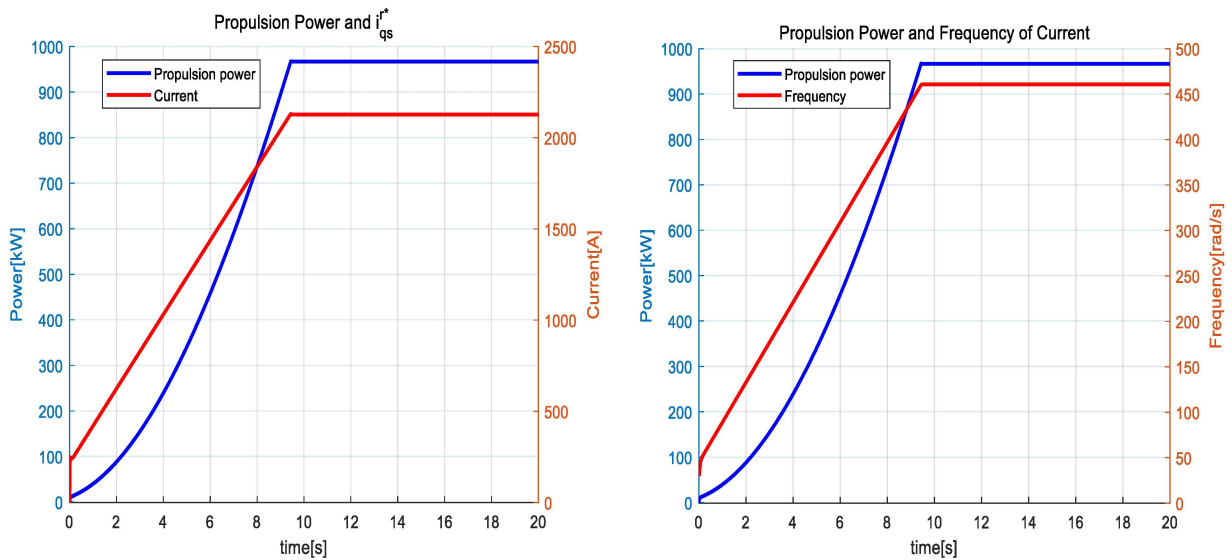 Propulsion Power and i_qs^r*
Propulsion power
Current
1000
900
800
700
600
500
400
300
200
100
0
Power[kW]
2500
2000
1500
1000
500
0
Current[A]
0 2 4 6 8 10 12 14 16 18 20
time[s]
Propulsion Power and Frequency of Current
Propulsion power
Frequency
1000
900
800
700
600
500
400
300
200
100
0
Power[kW]
500
450
400
350
300
250
200
150
100
50
0
Frequency[rad/s]
0 2 4 6 8 10 12 14 16 18 20
time[s]